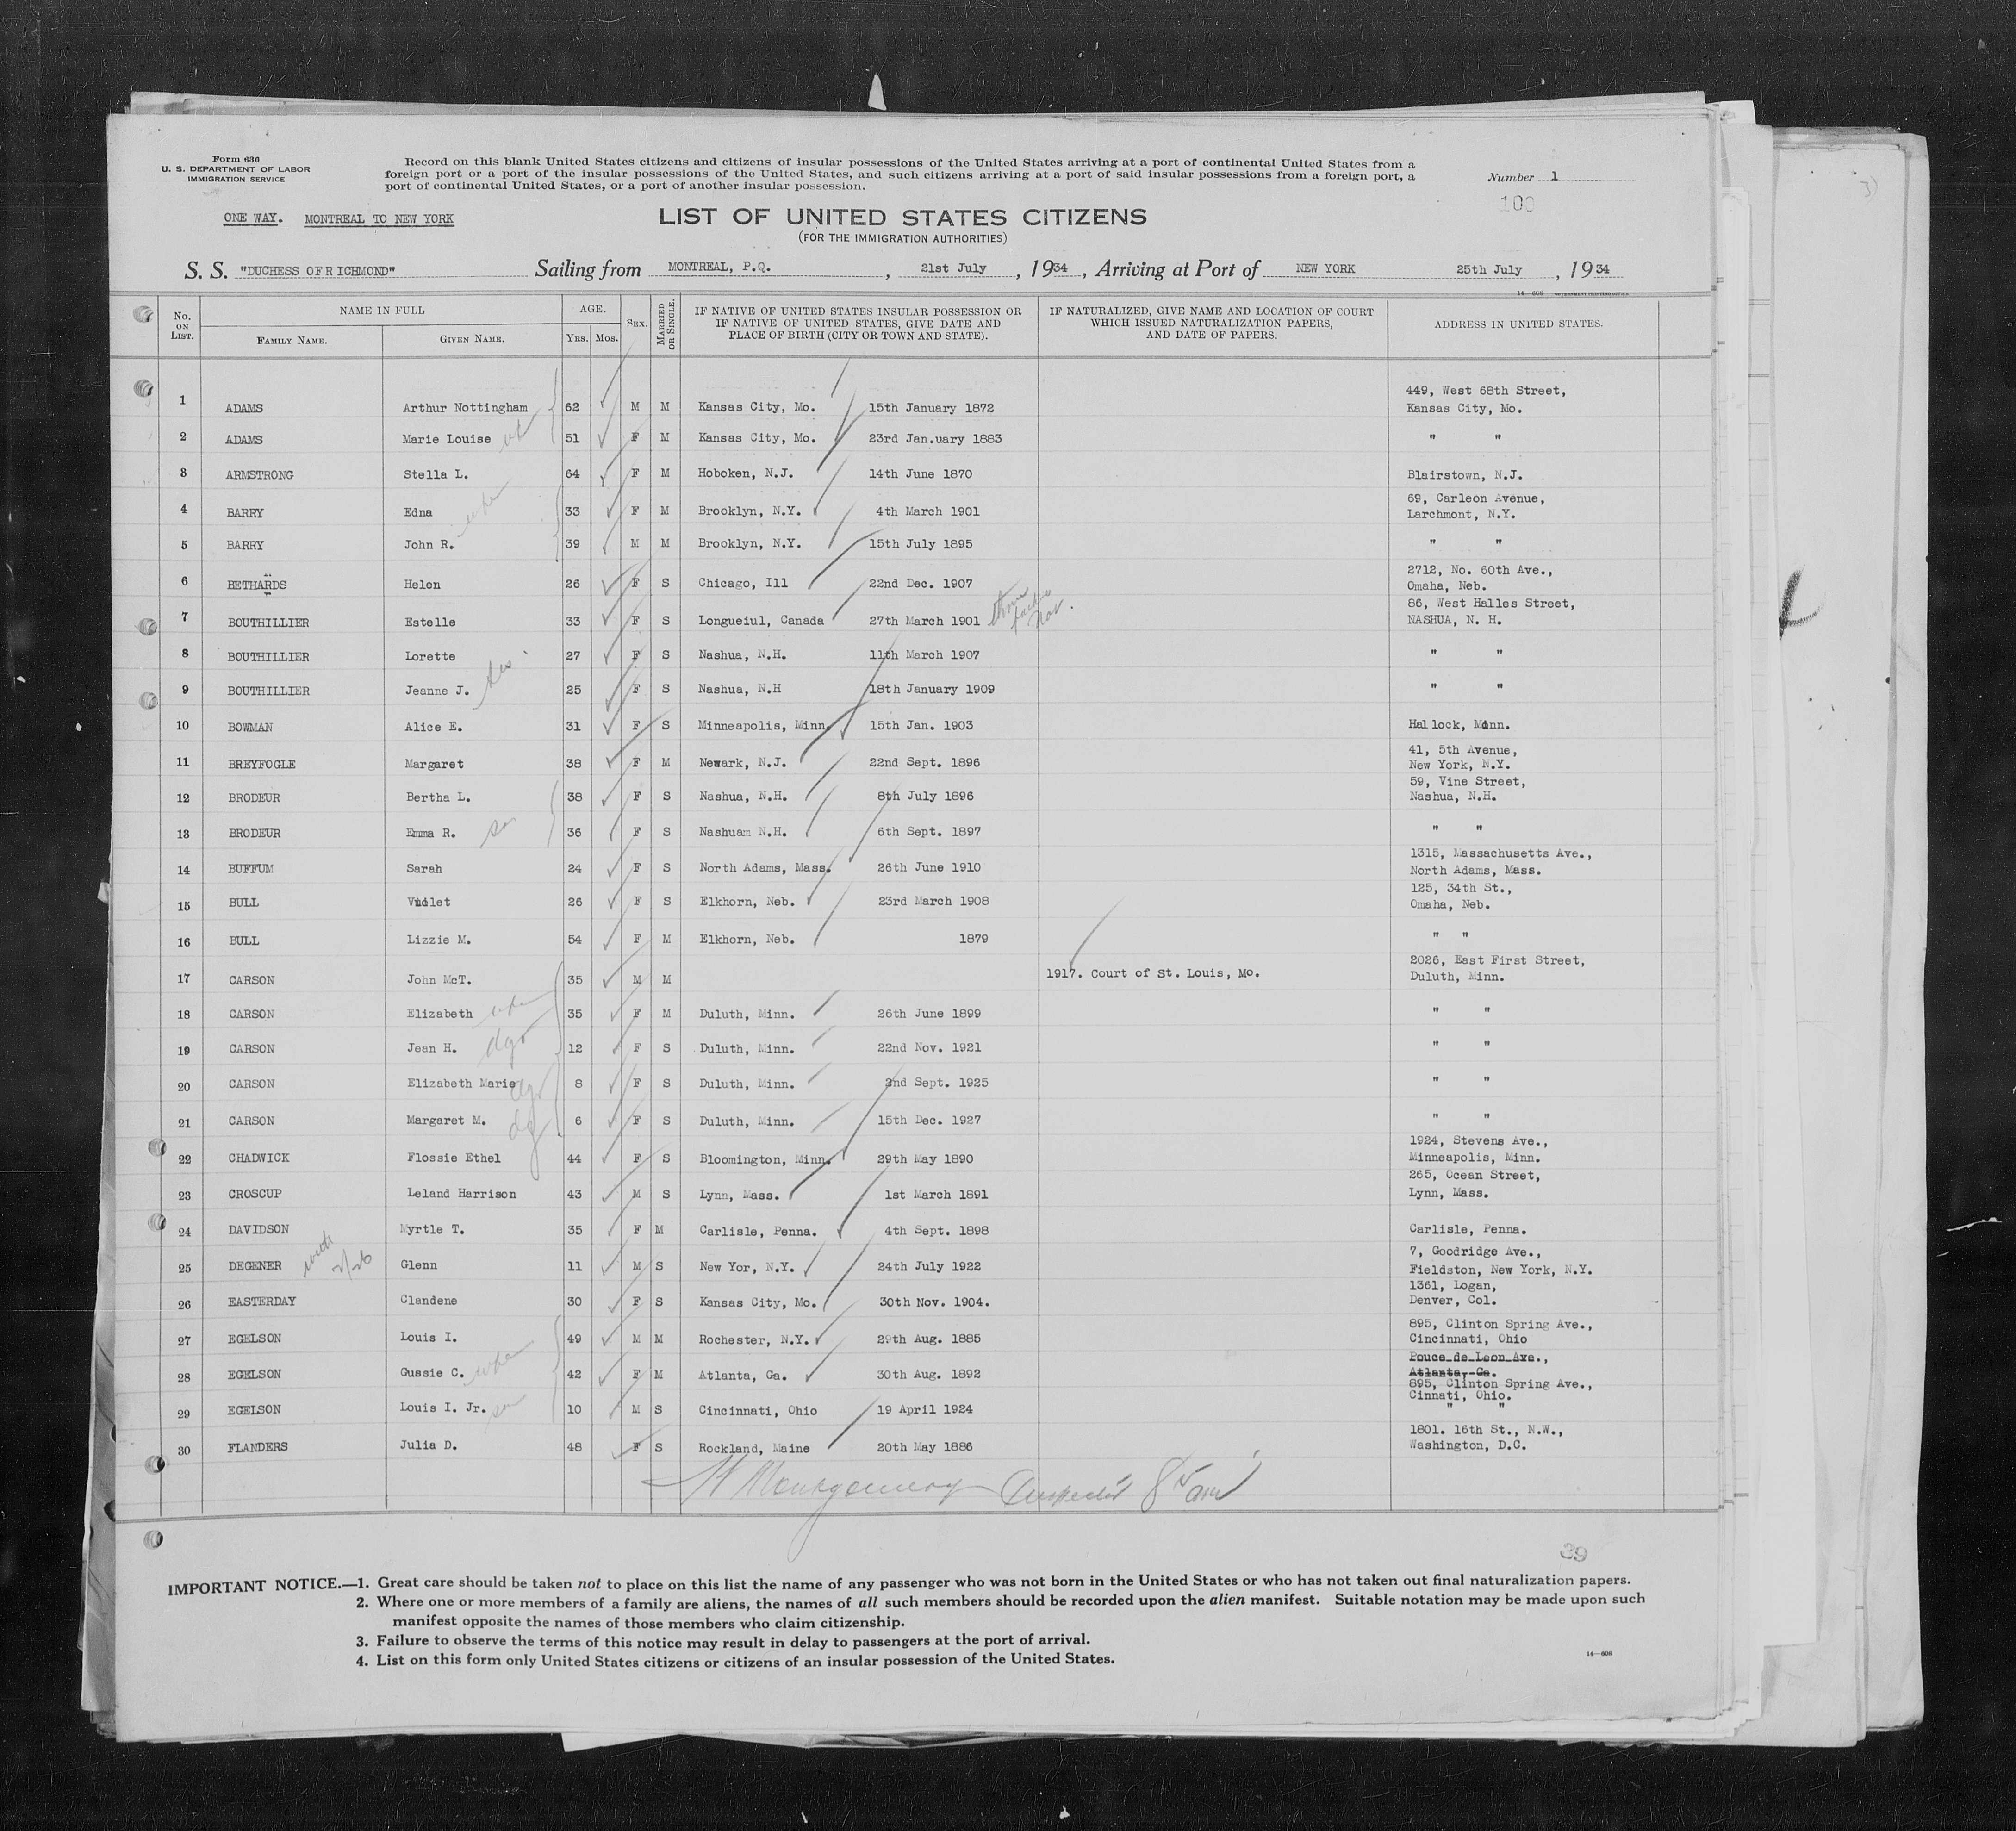 Form 636
U. S. DEPARTMENT OF LABOR
IMMIGRATION SERVICE
Record on this blank United States citizens and citizens of insular possessions of the United States arriving at a port of continental United States from a
foreign port or a port of the insular possessions of the United States, and such citizens arriving at a port of said insular possessions from a foreign port, a
port of continental United States, or a port of another insular possession.
Number 1
100
ONE WAY. MONTREAL TO NEW YORK
LIST OF UNITED STATES CITIZENS
(FOR THE IMMIGRATION AUTHORITIES)
S. S. "DUCHESS OF RICHMOND" Sailing from MONTREAL, P.Q. , 21st July , 1934 , Arriving at Port of NEW YORK 25th July , 1934
14—608 GOVERNMENT PRINTING OFFICE
No. ON LIST. NAME IN FULL FAMILY NAME. GIVEN NAME. AGE. YRS. MOS. SEX. MARRIED OR SINGLE. IF NATIVE OF UNITED STATES INSULAR POSSESSION OR IF NATIVE OF UNITED STATES, GIVE DATE AND PLACE OF BIRTH (CITY OR TOWN AND STATE). IF NATURALIZED, GIVE NAME AND LOCATION OF COURT WHICH ISSUED NATURALIZATION PAPERS, AND DATE OF PAPERS. ADDRESS IN UNITED STATES.
1 ADAMS Arthur Nottingham 62 M M Kansas City, Mo. 15th January 1872 449, West 68th Street, Kansas City, Mo.
2 ADAMS Marie Louise 51 F M Kansas City, Mo. 23rd Jan.uary 1883 " "
3 ARMSTRONG Stella L. 64 F M Hoboken, N.J. 14th June 1870 Blairstown, N.J.
4 BARRY Edna wife 33 F M Brooklyn, N.Y. 4th March 1901 69, Carleon Avenue, Larchmont, N.Y.
5 BARRY John R. 39 M M Brooklyn, N.Y. 15th July 1895 " "
6 BETHARDS Helen 26 F S Chicago, Ill 22nd Dec. 1907 2712, No. 60th Ave., Omaha, Neb.
7 BOUTHILLIER Estelle 33 F S Longueiul, Canada 27th March 1901 86, West Halles Street, NASHUA, N. H.
8 BOUTHILLIER Lorette 27 F S Nashua, N.H. 11th March 1907 " "
9 BOUTHILLIER Jeanne J. 25 F S Nashua, N.H 18th January 1909 " "
10 BOWMAN Alice E. 31 F S Minneapolis, Minn. 15th Jan. 1903 Hallock, Minn.
11 BREYFOGLE Margaret 38 F M Newark, N.J. 22nd Sept. 1896 41, 5th Avenue, New York, N.Y.
12 BRODEUR Bertha L. 38 F S Nashua, N.H. 8th July 1896 59, Vine Street, Nashua, N.H.
13 BRODEUR Emma R. 36 F S Nashuam N.H. 6th Sept. 1897 " "
14 BUFFUM Sarah 24 F S North Adams, Mass. 26th June 1910 1315, Massachusetts Ave., North Adams, Mass.
15 BULL Violet 26 F S Elkhorn, Neb. 23rd March 1908 125, 34th St., Omaha, Neb.
16 BULL Lizzie M. 54 F M Elkhorn, Neb. 1879 " "
17 CARSON John McT. 35 M M 1917. Court of St. Louis, Mo. 2026, East First Street, Duluth, Minn.
18 CARSON Elizabeth wife 35 F M Duluth, Minn. 26th June 1899 " "
19 CARSON Jean H. dgr 12 F S Duluth, Minn. 22nd Nov. 1921 " "
20 CARSON Elizabeth Marie dgr 8 F S Duluth, Minn. 2nd Sept. 1925 " "
21 CARSON Margaret M. dg 6 F S Duluth, Minn. 15th Dec. 1927 " "
22 CHADWICK Flossie Ethel 44 F S Bloomington, Minn. 29th May 1890 1924, Stevens Ave., Minneapolis, Minn.
23 CROSCUP Leland Harrison 43 M S Lynn, Mass. 1st March 1891 265, Ocean Street, Lynn, Mass.
24 DAVIDSON Myrtle T. 35 F M Carlisle, Penna. 4th Sept. 1898 Carlisle, Penna.
25 DEGENER with 2/26 Glenn 11 M S New Yor, N.Y. 24th July 1922 7, Goodridge Ave., Fieldston, New York, N.Y.
26 EASTERDAY Clandene 30 F S Kansas City, Mo. 30th Nov. 1904. 1361, Logan, Denver, Col.
27 EGELSON Louis I. 49 M M Rochester, N.Y. 29th Aug. 1885 895, Clinton Spring Ave., Cincinnati, Ohio
28 EGELSON Gussie C. wife 42 F M Atlanta, Ga. 30th Aug. 1892 Pouce de Leon Ave., Atlanta, Ga. 895, Clinton Spring Ave., Cinnati, Ohio.
29 EGELSON Louis I. Jr. son 10 M S Cincinnati, Ohio 19 April 1924 " "
30 FLANDERS Julia D. 48 F S Rockland, Maine 20th May 1886 1801. 16th St., N.W., Washington, D.C.
H Montgomery Inspector
39
IMPORTANT NOTICE.—1. Great care should be taken not to place on this list the name of any passenger who was not born in the United States or who has not taken out final naturalization papers.
2. Where one or more members of a family are aliens, the names of all such members should be recorded upon the alien manifest. Suitable notation may be made upon such
manifest opposite the names of those members who claim citizenship.
3. Failure to observe the terms of this notice may result in delay to passengers at the port of arrival.
4. List on this form only United States citizens or citizens of an insular possession of the United States.
14—608